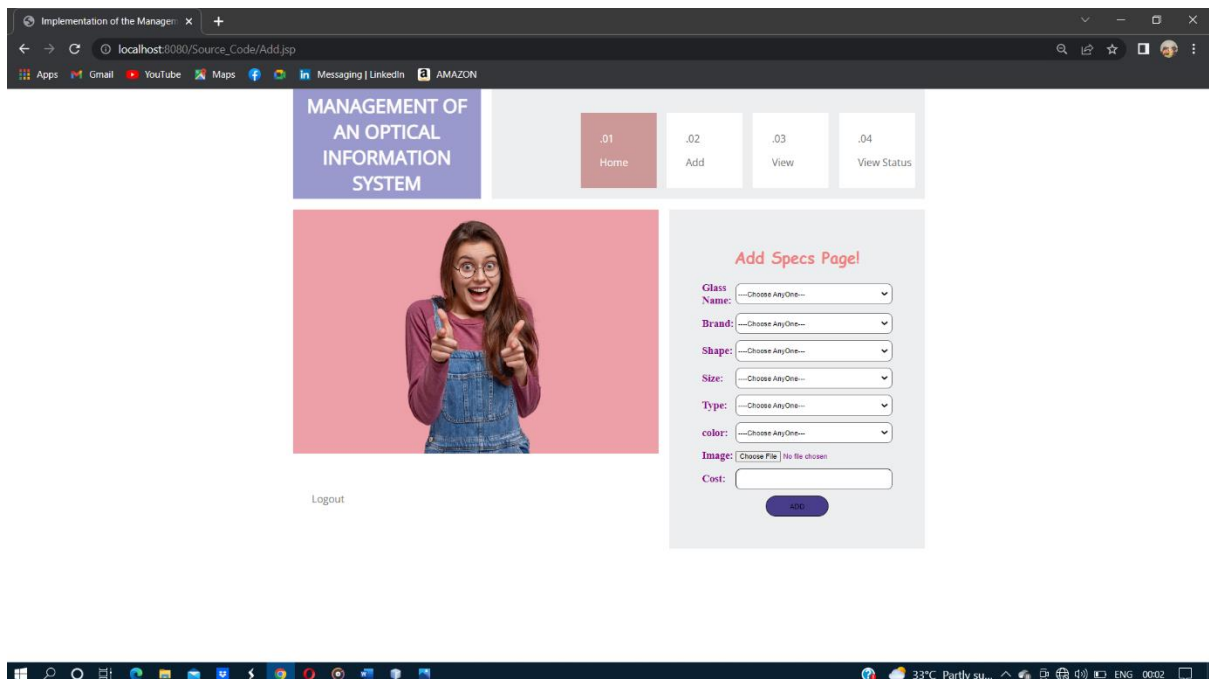 Implementation of the Managem
localhost:8080/Source_Code/Add.jsp
Apps Gmail YouTube Maps Messaging | LinkedIn AMAZON
MANAGEMENT OF
AN OPTICAL
INFORMATION
SYSTEM
.01
Home
.02
Add
.03
View
.04
View Status
Add Specs Page!
Glass
Name: ----Choose AnyOne---
Brand: ----Choose AnyOne---
Shape: ----Choose AnyOne---
Size: ----Choose AnyOne---
Type: ----Choose AnyOne---
color: ----Choose AnyOne---
Image: Choose File No file chosen
Cost:
ADD
Logout
33°C Partly su... ENG 00:02